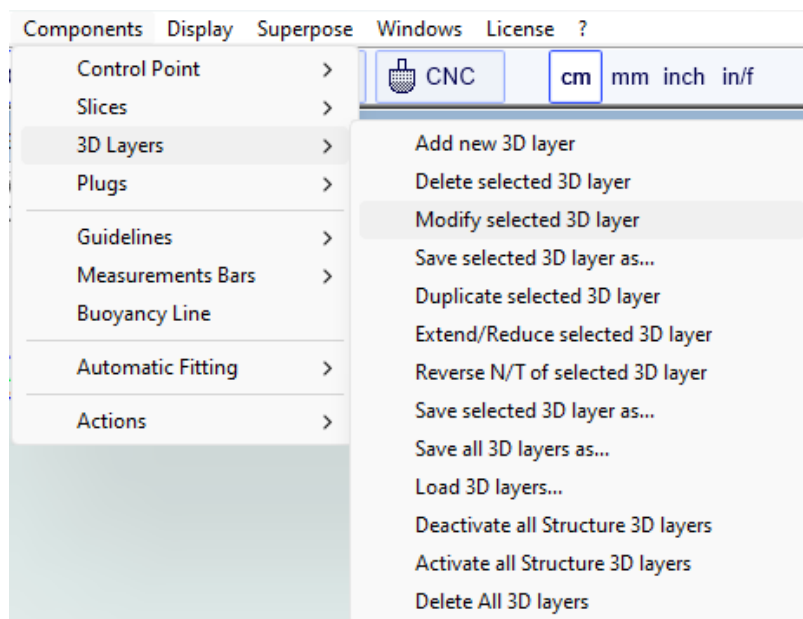 Components Display Superpose Windows License ?
CNC cm mm inch in/f
Control Point
Slices
3D Layers
Plugs
Guidelines
Measurements Bars
Buoyancy Line
Automatic Fitting
Actions
Add new 3D layer
Delete selected 3D layer
Modify selected 3D layer
Save selected 3D layer as...
Duplicate selected 3D layer
Extend/Reduce selected 3D layer
Reverse N/T of selected 3D layer
Save selected 3D layer as...
Save all 3D layers as...
Load 3D layers...
Deactivate all Structure 3D layers
Activate all Structure 3D layers
Delete All 3D layers